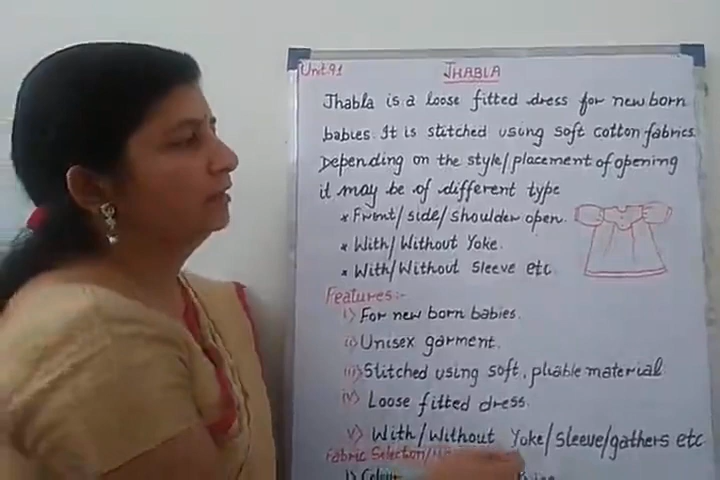 Unit.91
JHABLA
Jhabla is a loose fitted dress for new born
babies. It is stitched using soft cotton fabrics.
Depending on the style/placement of opening
it may be of different type
* Front/side/shoulder open.
* With/Without Yoke.
* With/Without Sleeve etc.
Features:-
i) For new born babies.
ii) Unisex garment.
iii) Stitched using soft, pliable material.
iv) Loose fitted dress.
v) With/Without Yoke/Sleeve/gathers etc
Fabric Selection/
i) Colour